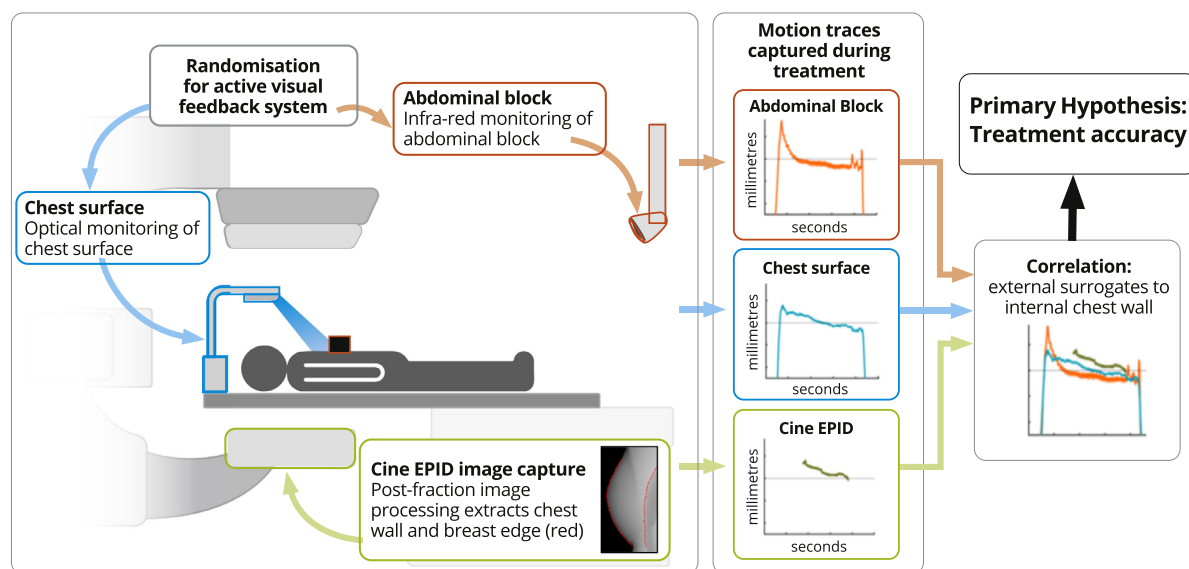 Randomisation
for active visual
feedback system
Abdominal block
Infra-red monitoring of
abdominal block
Chest surface
Optical monitoring of
chest surface
Cine EPID image capture
Post-fraction image
processing extracts chest
wall and breast edge (red)
Motion traces
captured during
treatment
Abdominal Block
millimetres
seconds
Chest surface
millimetres
seconds
Cine EPID
millimetres
seconds
Primary Hypothesis:
Treatment accuracy
Correlation:
external surrogates to
internal chest wall